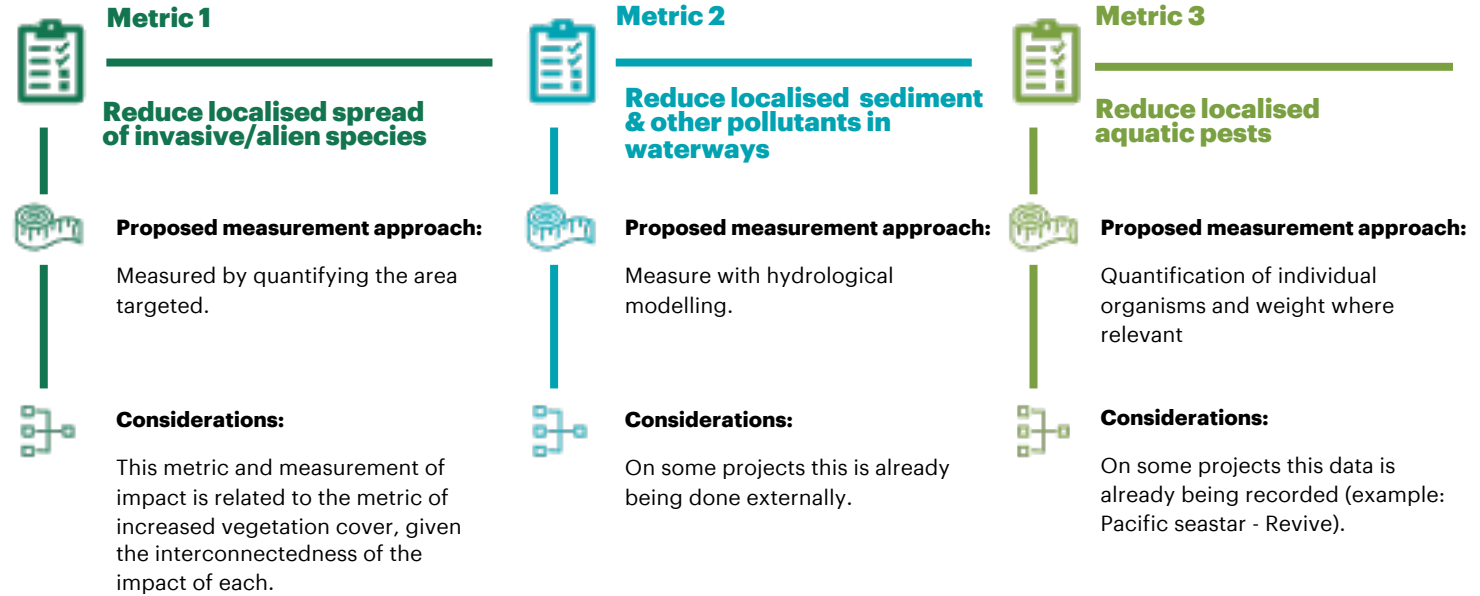 Metric 1
Reduce localised spread
of invasive/alien species
Proposed measurement approach:
Measured by quantifying the area
targeted.
Considerations:
This metric and measurement of
impact is related to the metric of
increased vegetation cover, given
the interconnectedness of the
impact of each.
Metric 2
Reduce localised sediment
& other pollutants in
waterways
Proposed measurement approach:
Measure with hydrological
modelling.
Considerations:
On some projects this is already
being done externally.
Metric 3
Reduce localised
aquatic pests
Proposed measurement approach:
Quantification of individual
organisms and weight where
relevant
Considerations:
On some projects this data is
already being recorded (example:
Pacific seastar - Revive).